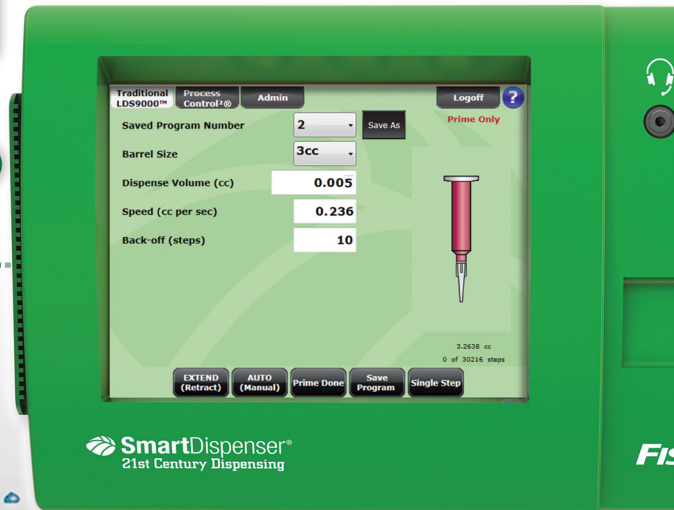 Traditional
LDS9000™
Process
Control²®
Admin
Logoff
?
Saved Program Number
2
Save As
Prime Only
Barrel Size
3cc
Dispense Volume (cc)
0.005
Speed (cc per sec)
0.236
Back-off (steps)
10
3.2638 cc
0 of 30216 steps
EXTEND
(Retract)
AUTO
(Manual)
Prime Done
Save
Program
Single Step
SmartDispenser®
21st Century Dispensing
FIS